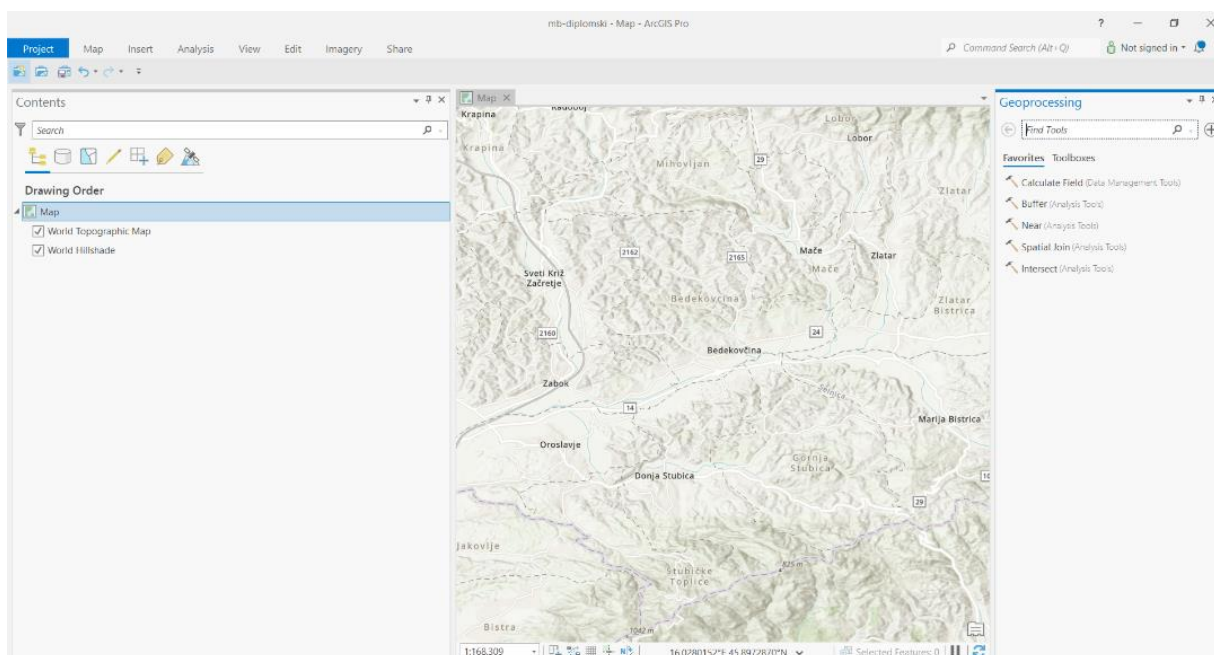 mb-diplomski - Map - ArcGIS Pro
?
Project Map Insert Analysis View Edit Imagery Share
Command Search (Alt+Q)
Not signed in
Contents
Search
Drawing Order
Map
World Topographic Map
World Hillshade
Map
Krapina
Lobor
Lobor
Krapina
Mihovljan
29
Zlatar
2162
2165
Mače
Zlatar
Mače
Sveti Križ
Začretje
Bedekovčina
Zlatar
Bistrica
2160
24
Bedekovčina
Zabok
14
Marija Bistrica
Oroslavje
Gornja
Stubica
Donja Stubica
29
Jakovlje
Stubičke
Toplice
825 m
Bistra
1042 m
1:168.309
16,0280152°E 45,8972870°N
Selected Features: 0
Geoprocessing
Find Tools
Favorites Toolboxes
Calculate Field (Data Management Tools)
Buffer (Analysis Tools)
Near (Analysis Tools)
Spatial Join (Analysis Tools)
Intersect (Analysis Tools)